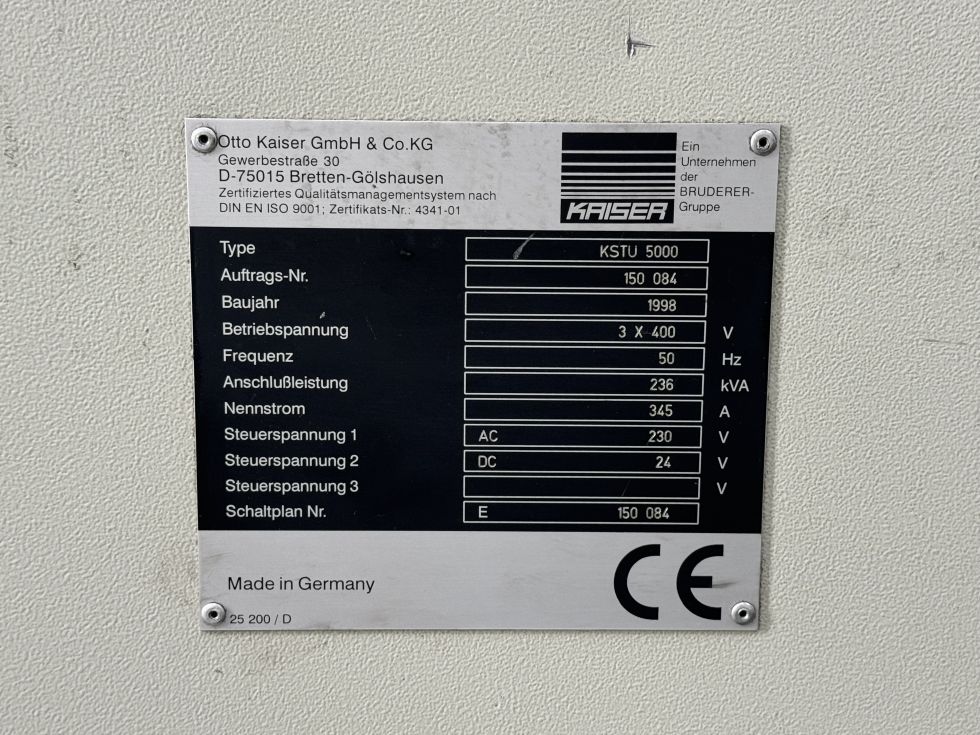 Otto Kaiser GmbH & Co.KG
Gewerbestraße 30
D-75015 Bretten-Gölshausen
Zertifiziertes Qualitätsmanagementsystem nach
DIN EN ISO 9001; Zertifikats-Nr.: 4341-01
KAISER
Ein
Unternehmen
der
BRUDERER-
Gruppe
Type KSTU 5000
Auftrags-Nr. 150 084
Baujahr 1998
Betriebspannung 3 X 400 V
Frequenz 50 Hz
Anschlußleistung 236 kVA
Nennstrom 345 A
Steuerspannung 1 AC 230 V
Steuerspannung 2 DC 24 V
Steuerspannung 3 V
Schaltplan Nr. E 150 084
Made in Germany
CE
25 200 / D